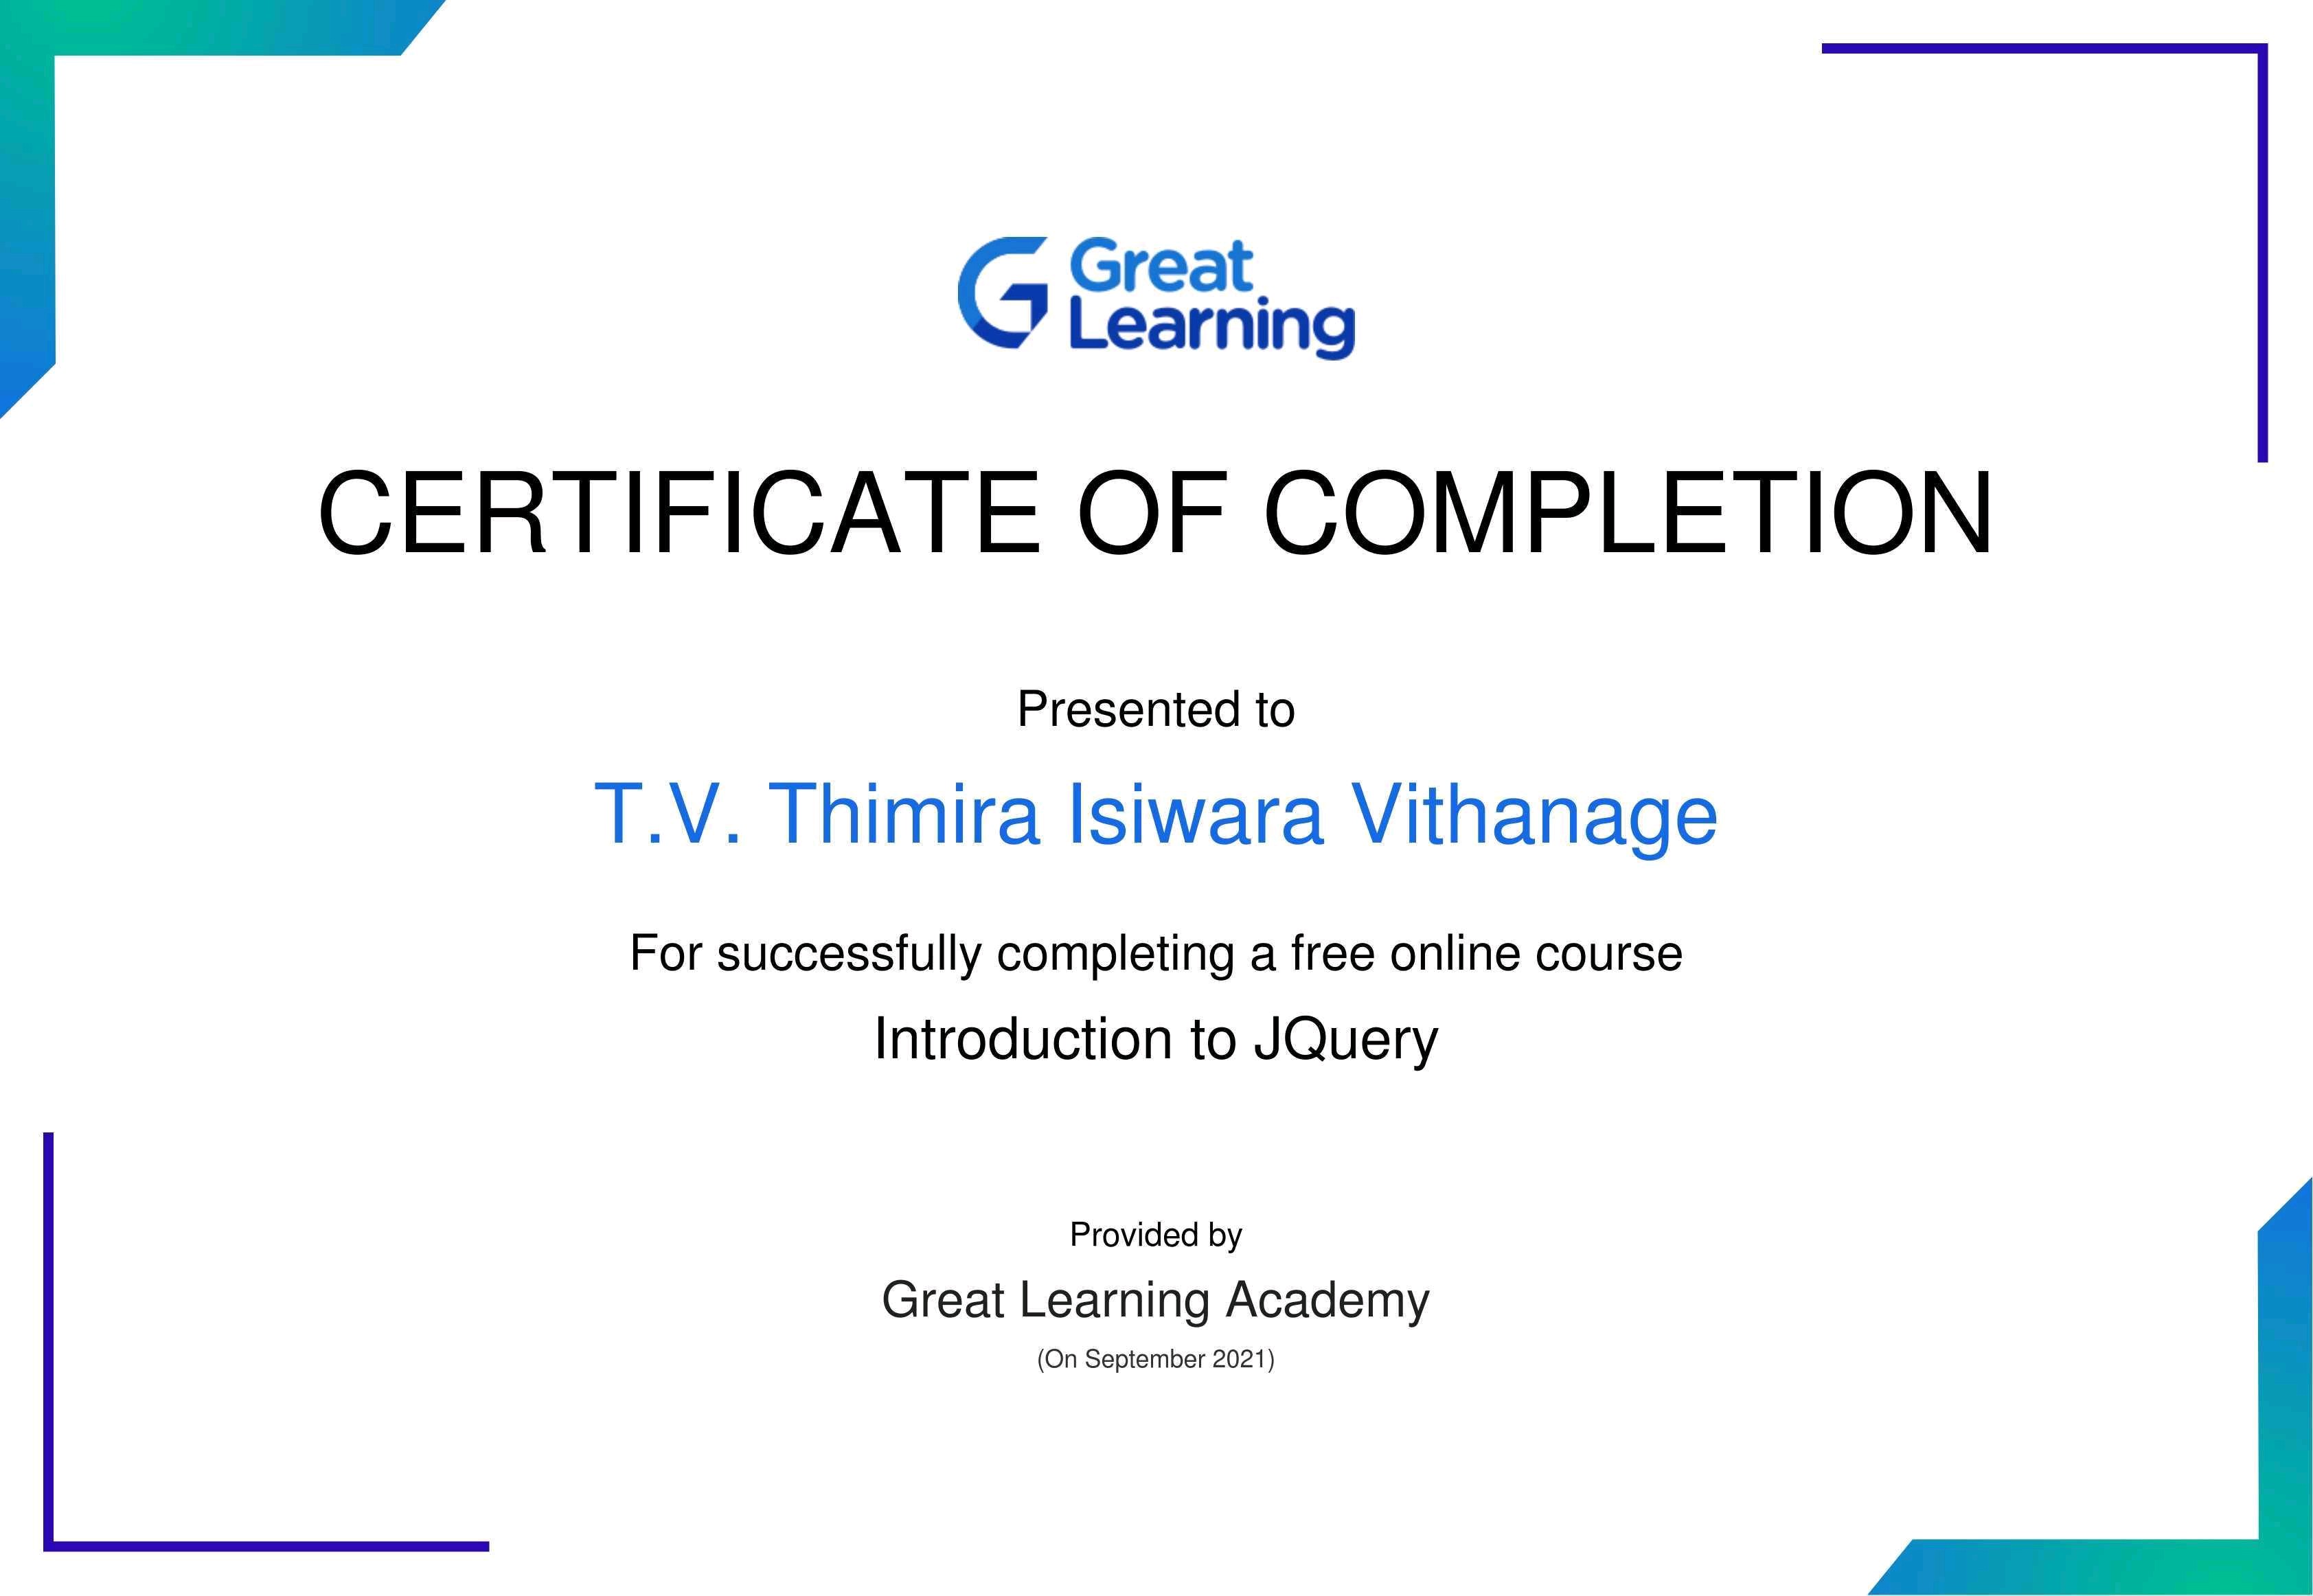 Great
Learning
CERTIFICATE OF COMPLETION
Presented to
T.V. Thimira Isiwara Vithanage
For successfully completing a free online course
Introduction to JQuery
Provided by
Great Learning Academy
(On September 2021)